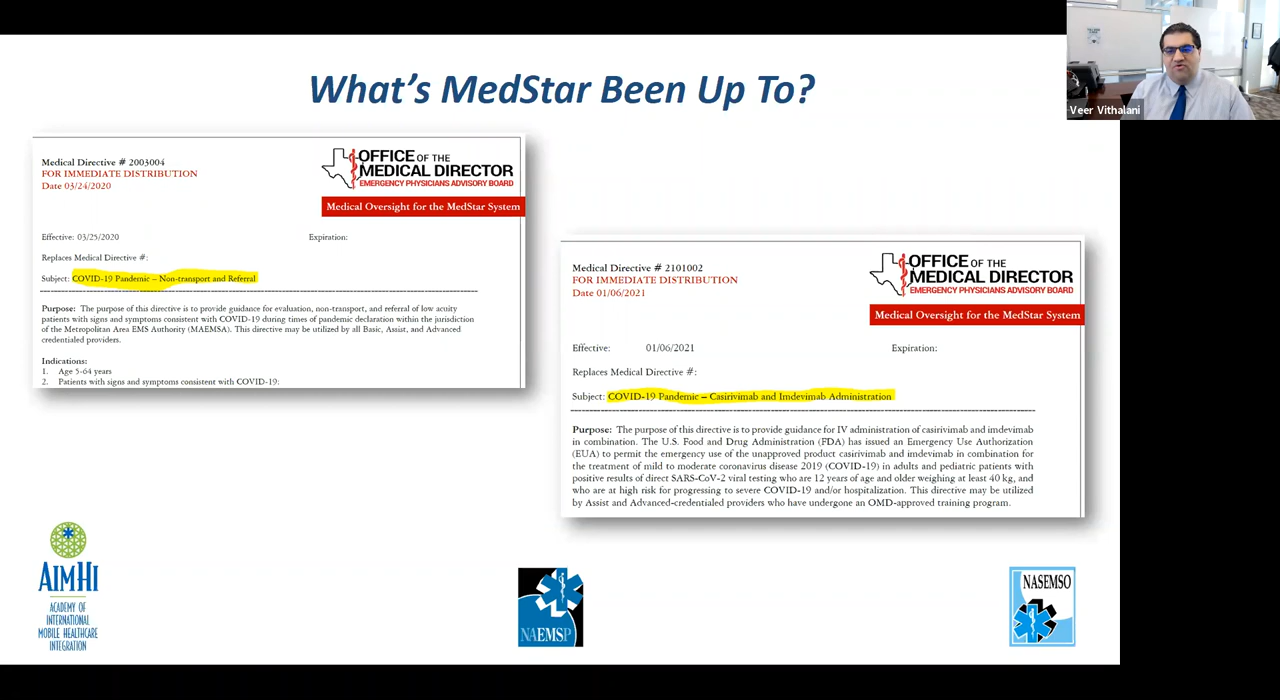 What's MedStar Been Up To?
Veer Vithalani
Medical Directive # 2003004
FOR IMMEDIATE DISTRIBUTION
Date 03/24/2020
OFFICE OF THE
MEDICAL DIRECTOR
EMERGENCY PHYSICIANS ADVISORY BOARD
Medical Oversight for the MedStar System
Effective: 03/25/2020 Expiration:
Replaces Medical Directive #:
Subject: COVID-19 Pandemic – Non-transport and Referral
Purpose: The purpose of this directive is to provide guidance for evaluation, non-transport, and referral of low acuity
patients with signs and symptoms consistent with COVID-19 during times of pandemic declaration within the jurisdiction
of the Metropolitan Area EMS Authority (MAEMSA). This directive may be utilized by all Basic, Assist, and Advanced
credentialed providers.
Indications:
1. Age 5-64 years
2. Patients with signs and symptoms consistent with COVID-19:
Medical Directive # 2101002
FOR IMMEDIATE DISTRIBUTION
Date 01/06/2021
OFFICE OF THE
MEDICAL DIRECTOR
EMERGENCY PHYSICIANS ADVISORY BOARD
Medical Oversight for the MedStar System
Effective: 01/06/2021 Expiration:
Replaces Medical Directive #:
Subject: COVID-19 Pandemic – Casirivimab and Imdevimab Administration
Purpose: The purpose of this directive is to provide guidance for IV administration of casirivimab and imdevimab
in combination. The U.S. Food and Drug Administration (FDA) has issued an Emergency Use Authorization
(EUA) to permit the emergency use of the unapproved product casirivimab and imdevimab in combination for
the treatment of mild to moderate coronavirus disease 2019 (COVID-19) in adults and pediatric patients with
positive results of direct SARS-CoV-2 viral testing who are 12 years of age and older weighing at least 40 kg, and
who are at high risk for progressing to severe COVID-19 and/or hospitalization. This directive may be utilized
by Assist and Advanced-credentialed providers who have undergone an OMD-approved training program.
AIMHI
ACADEMY OF
INTERNATIONAL
MOBILE HEALTHCARE
INTEGRATION
NAEMSP
NASEMSO